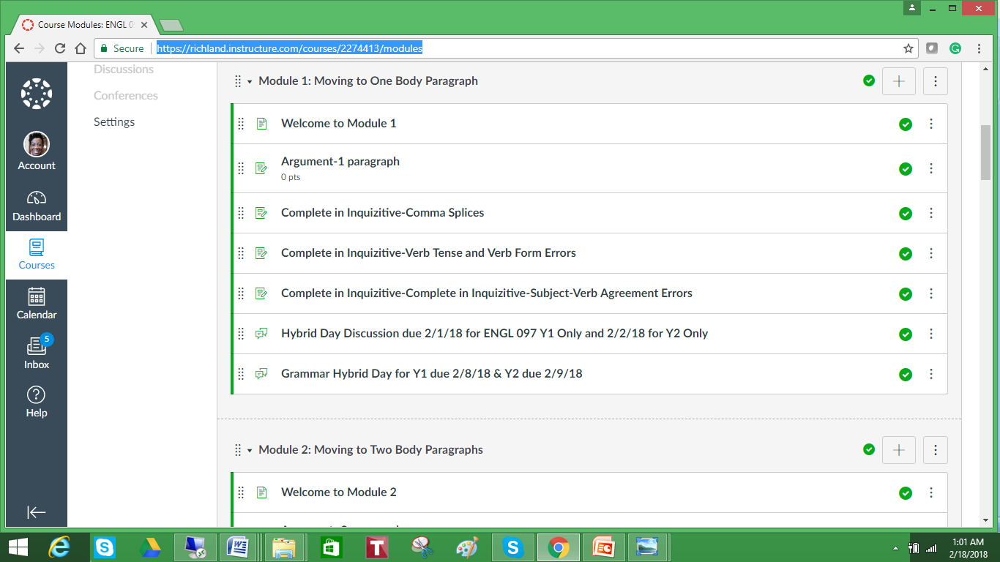 Course Modules: ENGL 0
Secure
https://richland.instructure.com/courses/2274413/modules
Discussions
Conferences
Settings
Account
Dashboard
Courses
Calendar
5
Inbox
Help
Module 1: Moving to One Body Paragraph
Welcome to Module 1
Argument-1 paragraph
0 pts
Complete in Inquizitive-Comma Splices
Complete in Inquizitive-Verb Tense and Verb Form Errors
Complete in Inquizitive-Complete in Inquizitive-Subject-Verb Agreement Errors
Hybrid Day Discussion due 2/1/18 for ENGL 097 Y1 Only and 2/2/18 for Y2 Only
Grammar Hybrid Day for Y1 due 2/8/18 & Y2 due 2/9/18
Module 2: Moving to Two Body Paragraphs
Welcome to Module 2
1:01 AM
2/18/2018